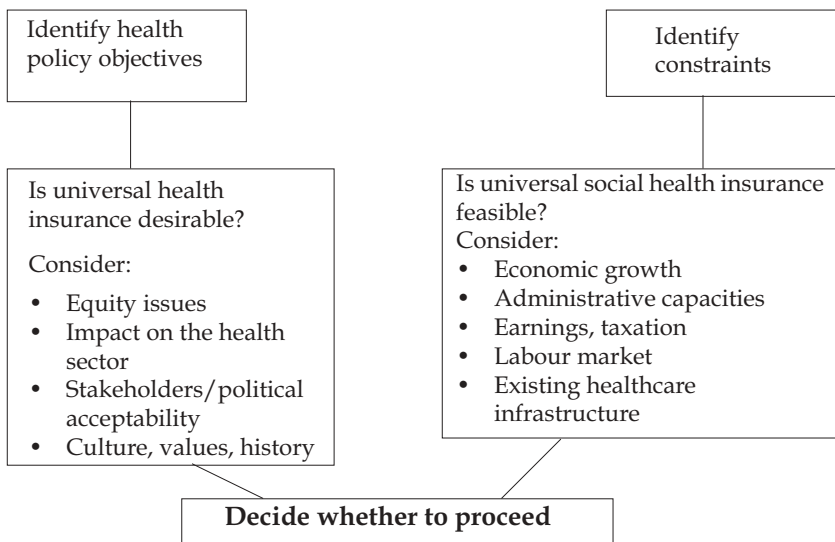 Identify health
policy objectives
Identify
constraints
Is universal health
insurance desirable?
Consider:
• Equity issues
• Impact on the health
sector
• Stakeholders/political
acceptability
• Culture, values, history
Is universal social health insurance
feasible?
Consider:
• Economic growth
• Administrative capacities
• Earnings, taxation
• Labour market
• Existing healthcare
infrastructure
Decide whether to proceed